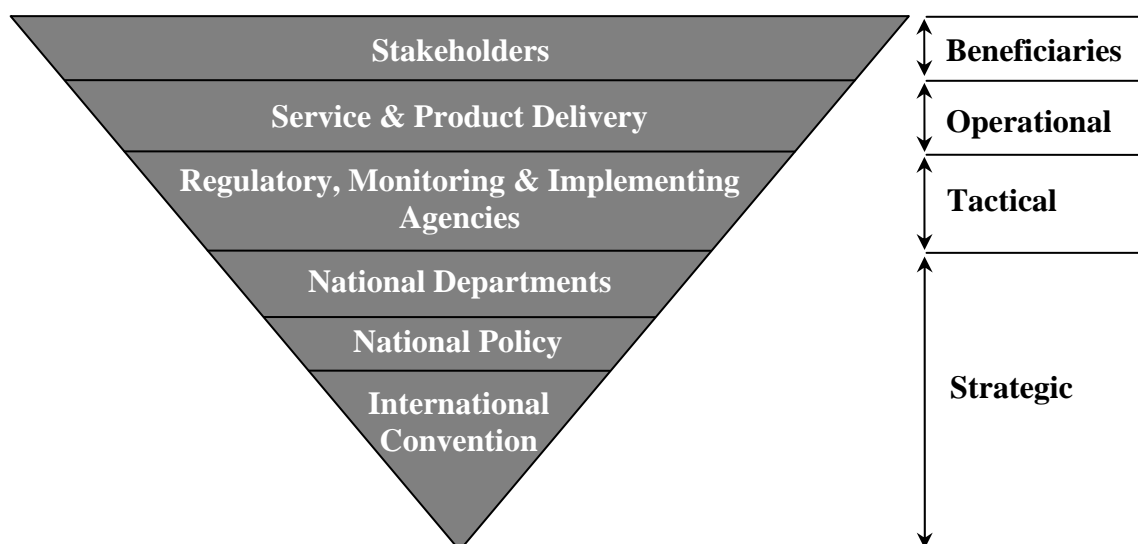 Stakeholders
Beneficiaries
Service & Product Delivery
Operational
Regulatory, Monitoring & Implementing
Agencies
Tactical
National Departments
National Policy
International
Convention
Strategic